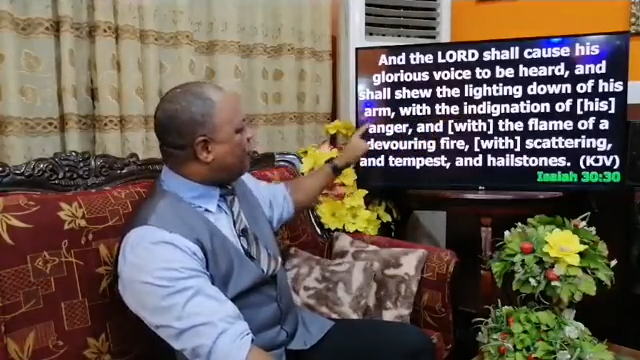 And the LORD shall cause his
glorious voice to be heard, and
shall shew the lighting down of his
arm, with the indignation of [his]
anger, and [with] the flame of a
devouring fire, [with] scattering,
and tempest, and hailstones. (KJV)
Isaiah 30:30